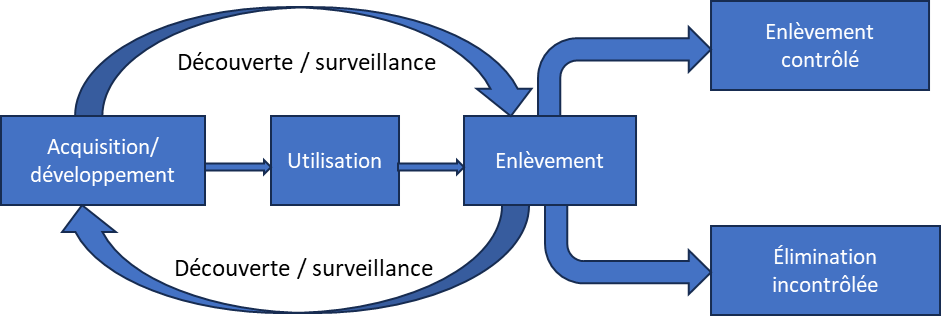 Découverte / surveillance
Enlèvement
contrôlé
Acquisition/
développement
Utilisation
Enlèvement
Découverte / surveillance
Élimination
incontrôlée